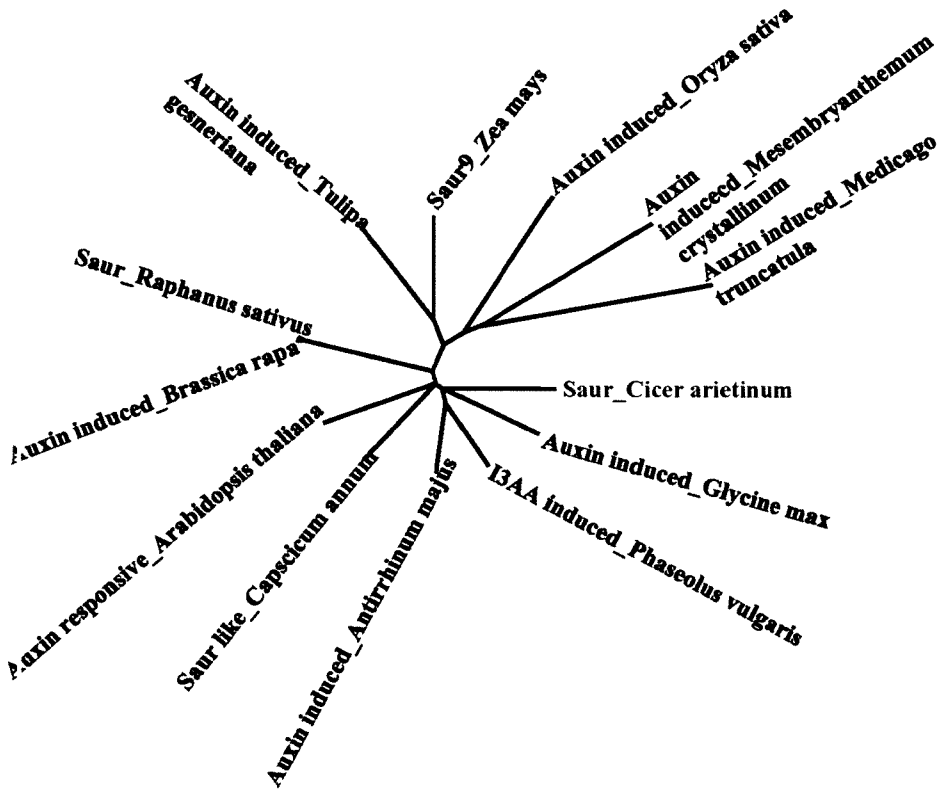 Auxin induced_Tulipa
gesneriana
Saur9_Zea mays
Auxin induced_Oryza sativa
Auxin
inducecd_Mesembryanthemum
crystallinum
Auxin induced_Medicago
truncatula
Saur_Raphanus sativus
Auxin induced_Brassica rapa
Auxin responsive_Arabidopsis thaliana
Saur like_Capscicum annum
Auxin induced_Antirrhinum majus
I3AA induced_Phaseolus vulgaris
Auxin induced_Glycine max
Saur_Cicer arietinum